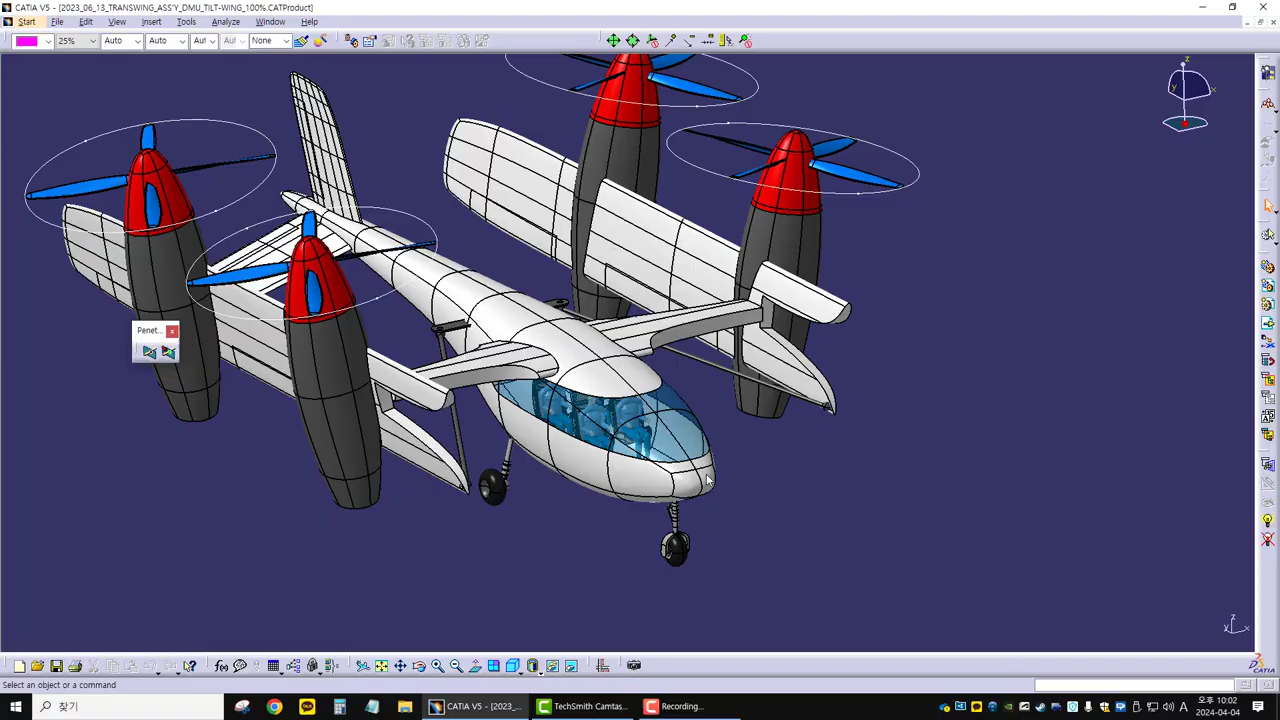 CATIA V5 - [2023_06_13_TRANSWING_ASS'Y_DMU_TILT-WING_100%.CATProduct]
Start File Edit View Insert Tools Analyze Window Help
25% Auto Auto Aut Aut None
z
y x
Penet... x
z
x
Select an object or a command
찾기 CATIA V5 - [2023_... TechSmith Camtas... Recording... A 오후 10:02
2024-04-04